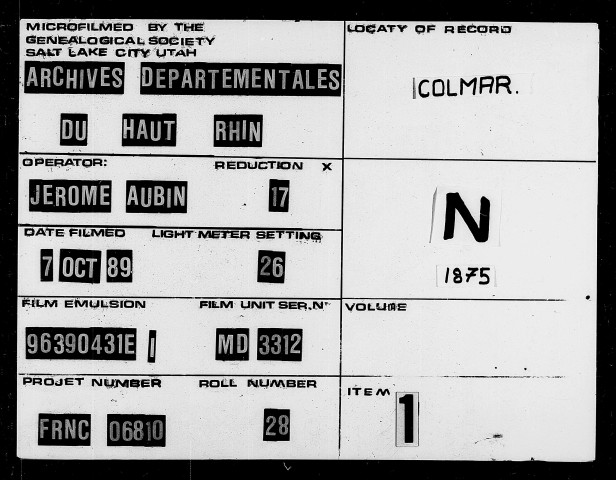 MICROFILMED BY THE
GENEALOGICAL SOCIETY
SALT LAKE CITY UTAH
ARCHIVES DEPARTEMENTALES
DU HAUT RHIN
OPERATOR: REDUCTION X
JEROME AUBIN 17
DATE FILMED LIGHT METER SETTING
7 OCT 89 26
FILM EMULSION FILM UNIT SER.N°
96390431E 1 MD 3312
PROJET NUMBER ROLL NUMBER
FRNC 06810 28
LOCATY OF RECORD
COLMAR.
N
1875
VOLUME
ITEM 1